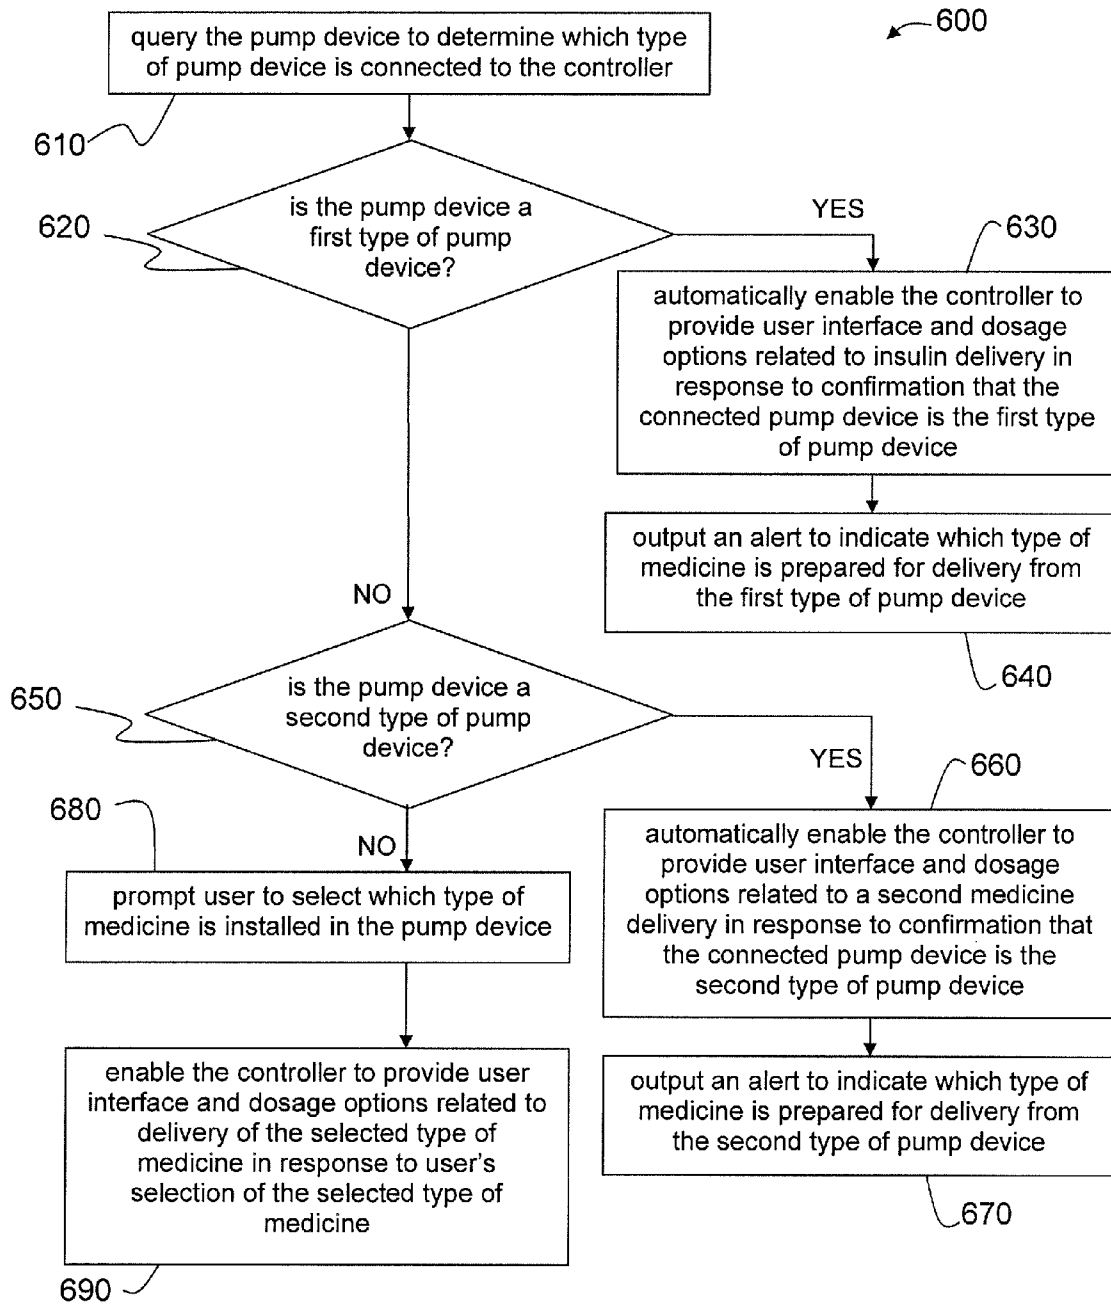 600
query the pump device to determine which type
of pump device is connected to the controller
610
is the pump device a
first type of pump
device?
620
YES
630
automatically enable the controller to
provide user interface and dosage
options related to insulin delivery in
response to confirmation that the
connected pump device is the first type
of pump device
output an alert to indicate which type of
medicine is prepared for delivery from
the first type of pump device
640
NO
650
is the pump device a
second type of pump
device?
YES
660
automatically enable the controller to
provide user interface and dosage
options related to a second medicine
delivery in response to confirmation that
the connected pump device is the
second type of pump device
output an alert to indicate which type of
medicine is prepared for delivery from
the second type of pump device
670
680
NO
prompt user to select which type of
medicine is installed in the pump device
enable the controller to provide user
interface and dosage options related to
delivery of the selected type of
medicine in response to user's
selection of the selected type of
medicine
690